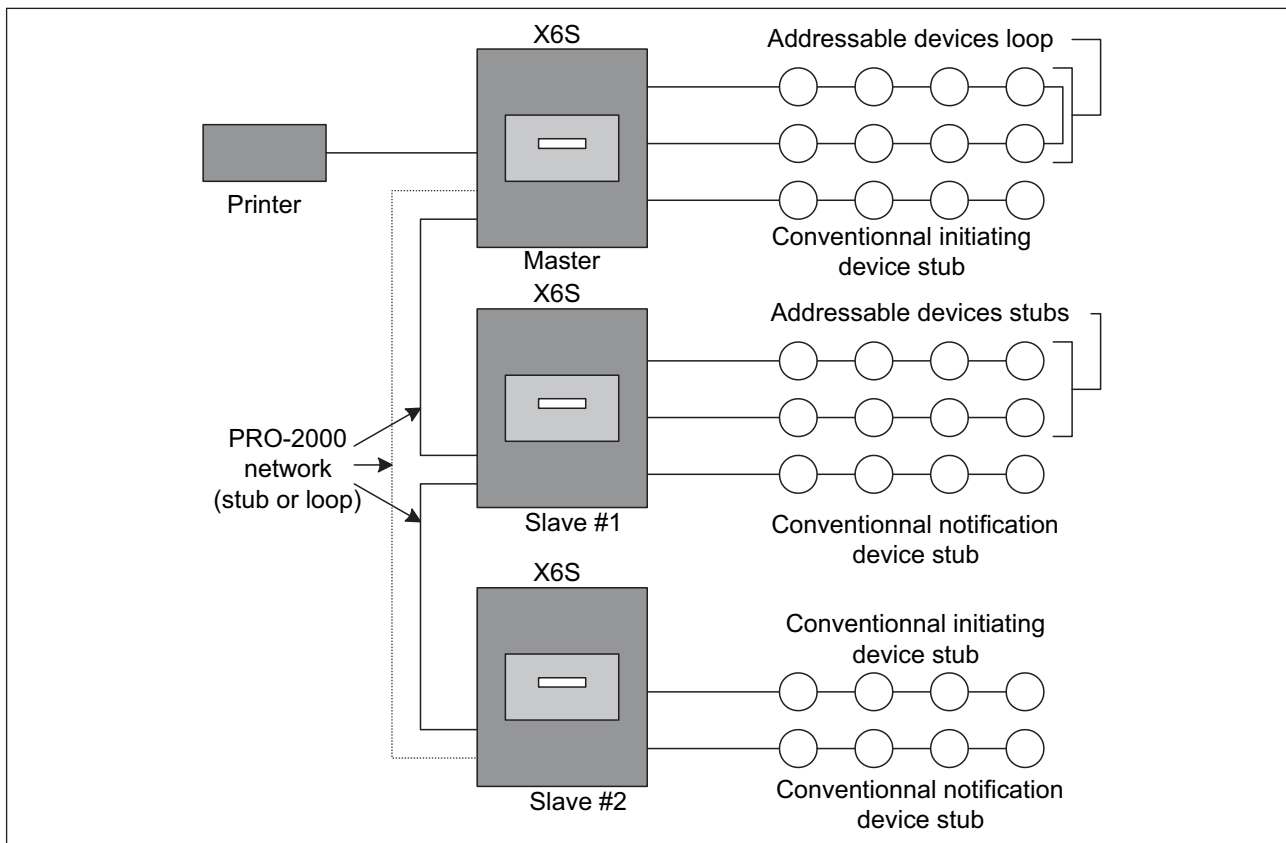 X6S
Addressable devices loop
Printer
Conventionnal initiating
device stub
Master
X6S
Addressable devices stubs
PRO-2000
network
(stub or loop)
Slave #1
Conventionnal notification
device stub
X6S
Conventionnal initiating
device stub
Slave #2
Conventionnal notification
device stub